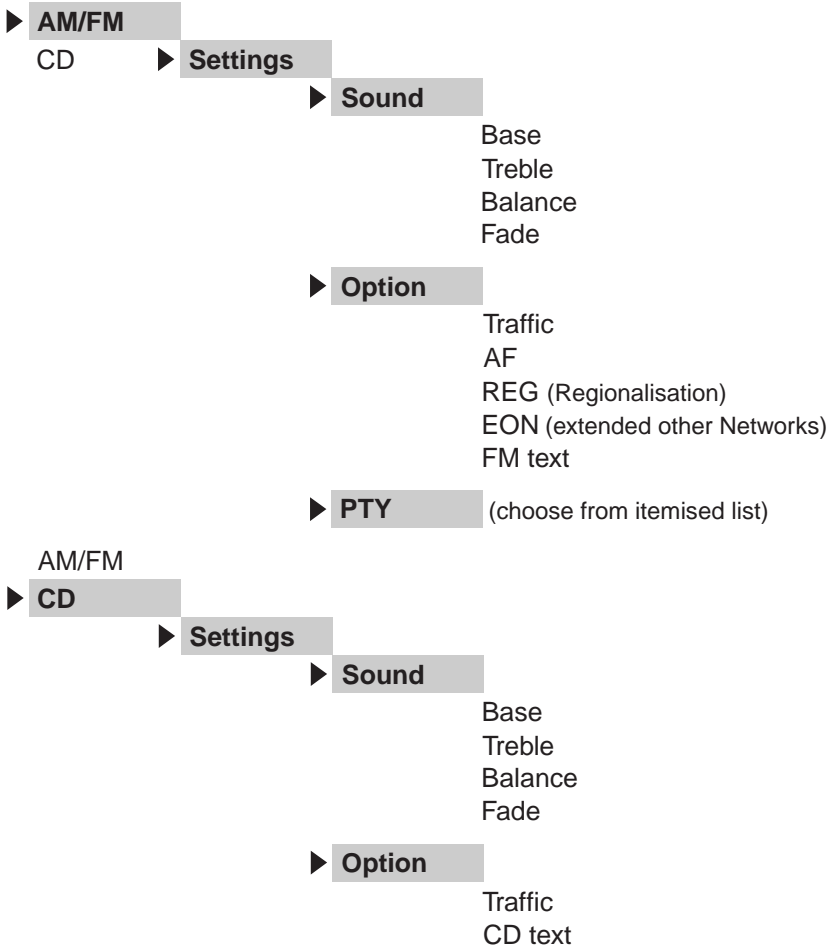 AM/FM
CD Settings
Sound
Base
Treble
Balance
Fade
Option
Traffic
AF
REG (Regionalisation)
EON (extended other Networks)
FM text
PTY (choose from itemised list)
AM/FM
CD
Settings
Sound
Base
Treble
Balance
Fade
Option
Traffic
CD text